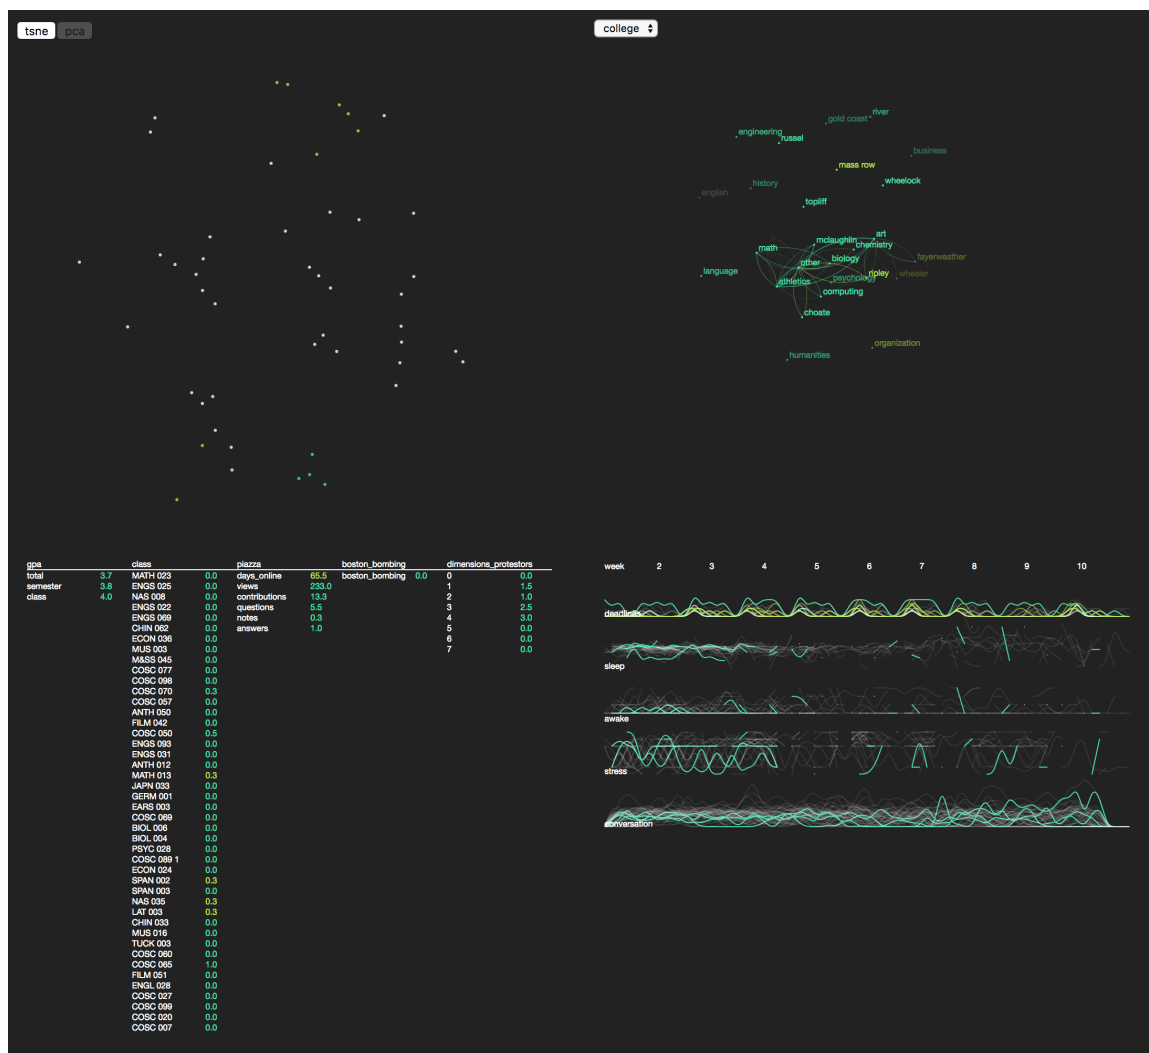 tsne pca
college
river
gold coast
engineering
russel
business
mass row
wheelock
history
english
topliff
art
mclaughlin
chemistry
math
fayerweather
biology
other
language
ripley
wheeler
psychology
athletics
computing
choate
organization
humanities
gpa class piazza boston_bombing dimensions_protestors
total 3.7 MATH 023 0.0 days_online 65.5 boston_bombing 0.0 0 0.0
semester 3.8 ENGS 025 0.0 views 233.0 1 1.5
class 4.0 NAS 008 0.0 contributions 13.3 2 1.0
ENGS 022 0.0 questions 5.5 3 2.5
ENGS 069 0.0 notes 0.3 4 3.0
CHIN 062 0.0 answers 1.0 5 0.0
ECON 036 0.0 6 0.0
MUS 003 0.0 7 0.0
M&SS 045 0.0
COSC 077 0.0
COSC 098 0.0
COSC 070 0.3
COSC 057 0.0
ANTH 050 0.0
FILM 042 0.0
COSC 050 0.5
ENGS 093 0.0
ENGS 031 0.0
ANTH 012 0.0
MATH 013 0.3
JAPN 033 0.0
GERM 001 0.0
EARS 003 0.0
COSC 069 0.0
BIOL 006 0.0
BIOL 004 0.0
PSYC 028 0.0
COSC 089 1 0.0
ECON 024 0.0
SPAN 002 0.3
SPAN 003 0.0
NAS 035 0.3
LAT 003 0.3
CHIN 033 0.0
MUS 016 0.0
TUCK 003 0.0
COSC 060 0.0
COSC 065 1.0
FILM 051 0.0
ENGL 028 0.0
COSC 027 0.0
COSC 099 0.0
COSC 020 0.0
COSC 007 0.0
week 2 3 4 5 6 7 8 9 10
deadlines
sleep
awake
stress
conversation